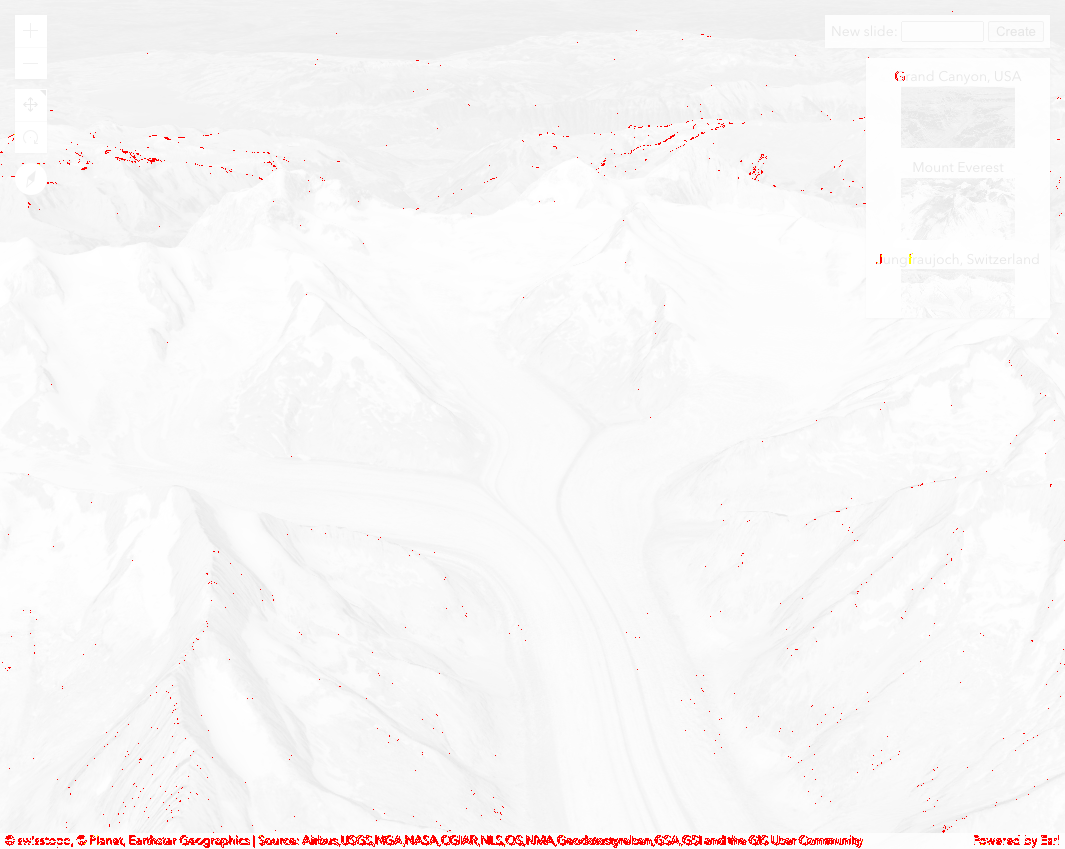 New slide: Create
Grand Canyon, USA
Mount Everest
Jungfraujoch, Switzerland
© swisstopo, © Planet, Earthstar Geographics | Source: Airbus,USGS,NGA,NASA,CGIAR,NLS,OS,NMA,Geodatastyrelsen,GSA,GSI and the GIS User Community
Powered by Esri